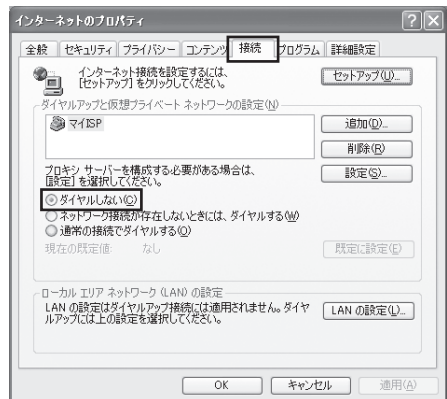 インターネットのプロパティ
全般 セキュリティ プライバシー コンテンツ 接続 プログラム 詳細設定
インターネット接続を設定するには、
[セットアップ] をクリックしてください。
セットアップ(U)...
ダイヤルアップと仮想プライベート ネットワークの設定(N)
マイISP
追加(D)...
削除(R)
プロキシ サーバーを構成する必要がある場合は、
[設定] を選択してください。
設定(S)...
ダイヤルしない(C)
ネットワーク接続が存在しないときには、ダイヤルする(W)
通常の接続でダイヤルする(O)
現在の既定値: なし
既定に設定(E)
ローカル エリア ネットワーク (LAN) の設定
LAN の設定はダイヤルアップ接続には適用されません。ダイヤ
ルアップには上の設定を選択してください。
LAN の設定(L)...
OK キャンセル 適用(A)